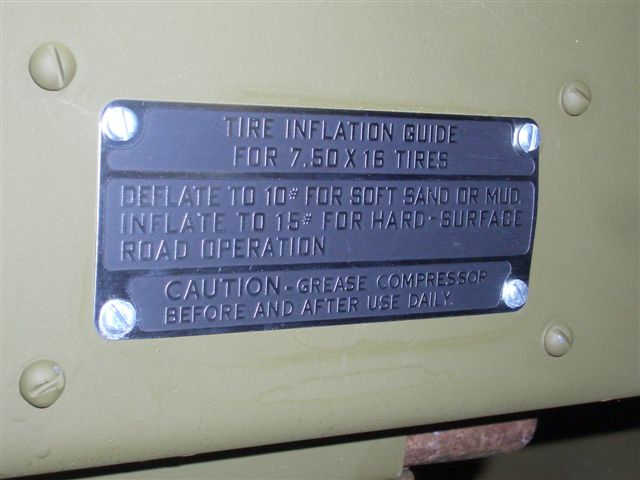 TIRE INFLATION GUIDE
FOR 7.50 X 16 TIRES
DEFLATE TO 10# FOR SOFT SAND OR MUD.
INFLATE TO 15# FOR HARD-SURFACE
ROAD OPERATION
CAUTION-GREASE COMPRESSOR
BEFORE AND AFTER USE DAILY.